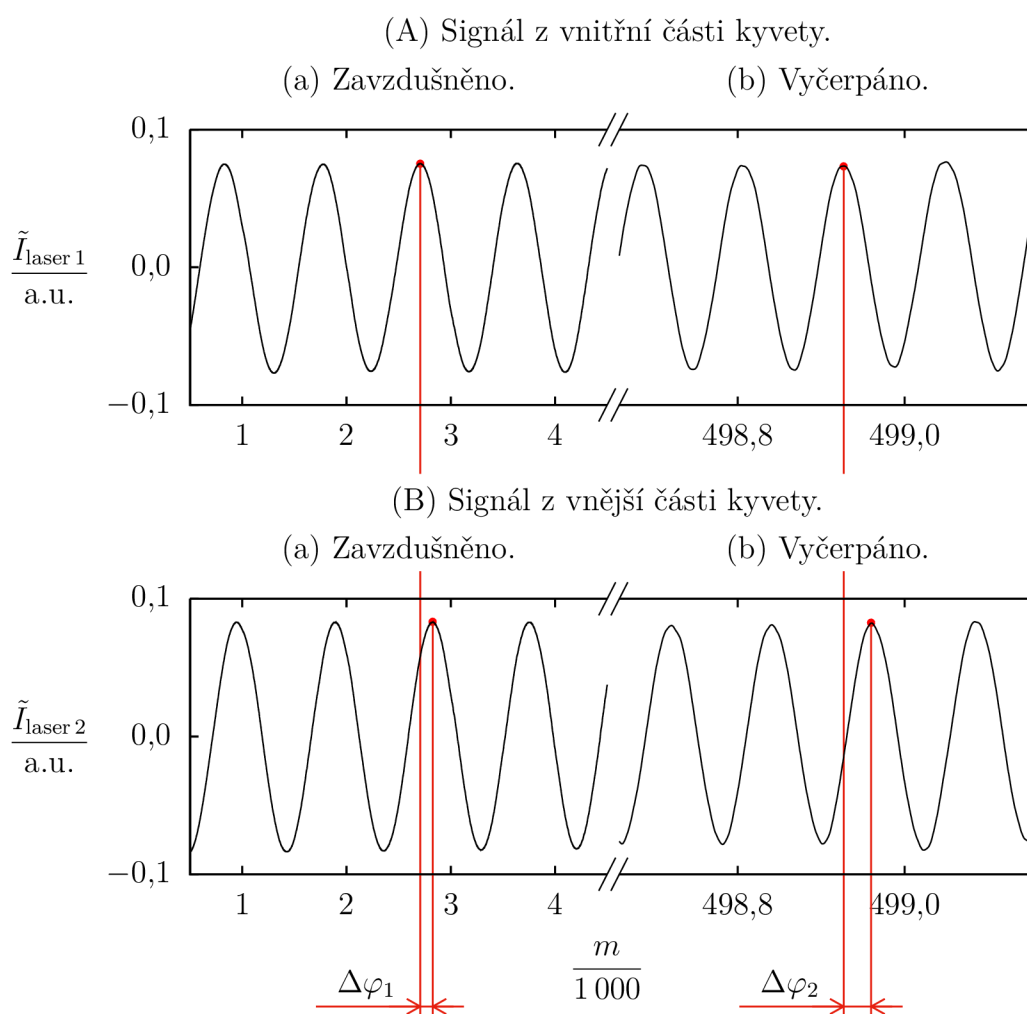 (A) Signál z vnitřní části kyvety.
(a) Zavzdušněno. (b) Vyčerpáno.
0,1
Ĩlaser 1
a.u.
0,0
−0,1
1 2 3 4 498,8 499,0
(B) Signál z vnější části kyvety.
(a) Zavzdušněno. (b) Vyčerpáno.
0,1
Ĩlaser 2
a.u.
0,0
−0,1
1 2 3 4 498,8 499,0
m
1 000
Δφ₁ Δφ₂